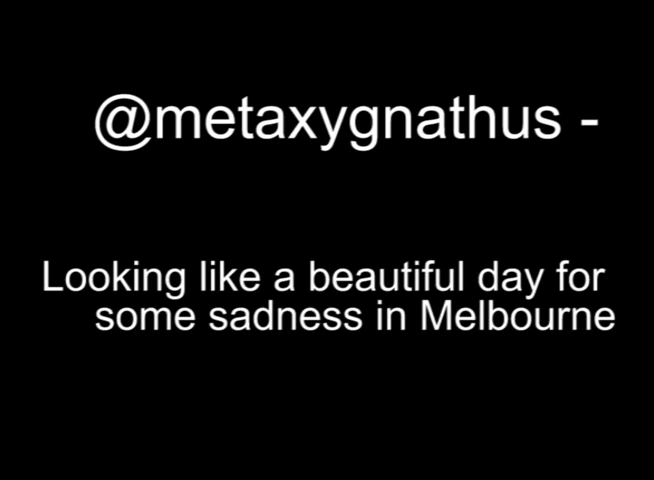 @metaxygnathus -
Looking like a beautiful day for
some sadness in Melbourne